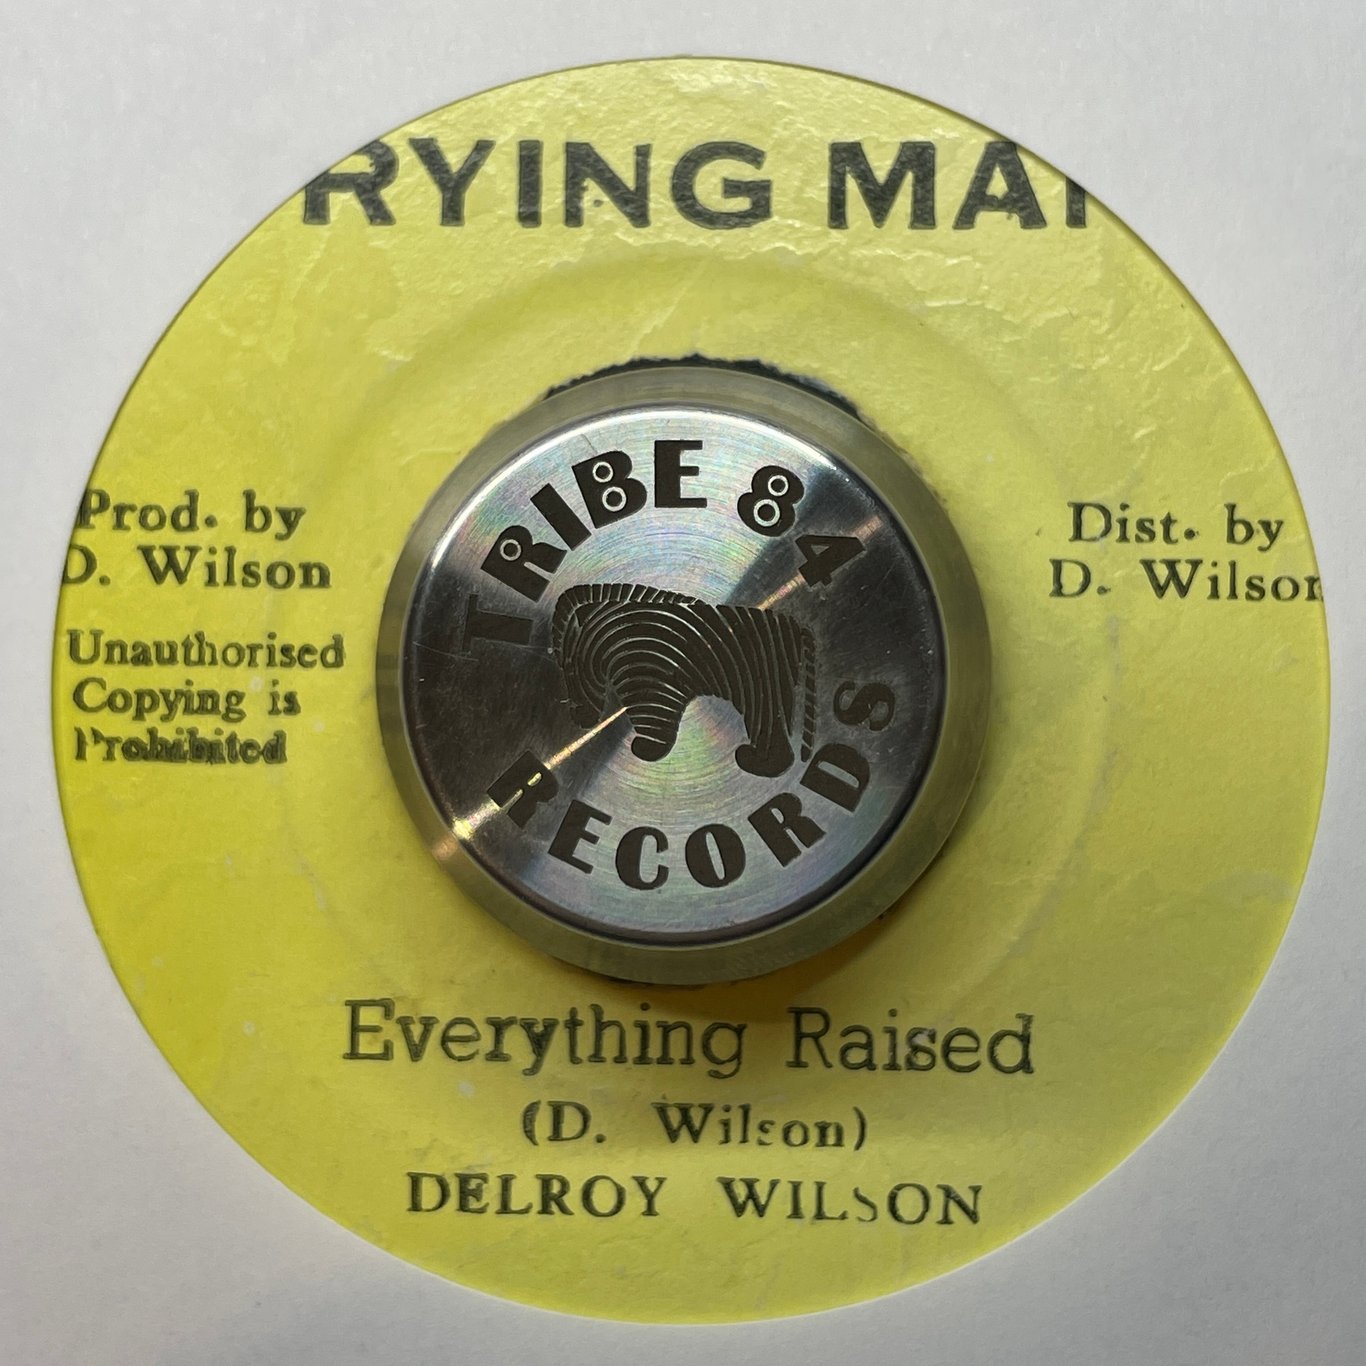 RYING MAN
Prod. by
D. Wilson
Unauthorised
Copying is
Prohibited
Dist. by
D. Wilson
TRIBE 84
RECORDS
Everything Raised
(D. Wilson)
DELROY WILSON